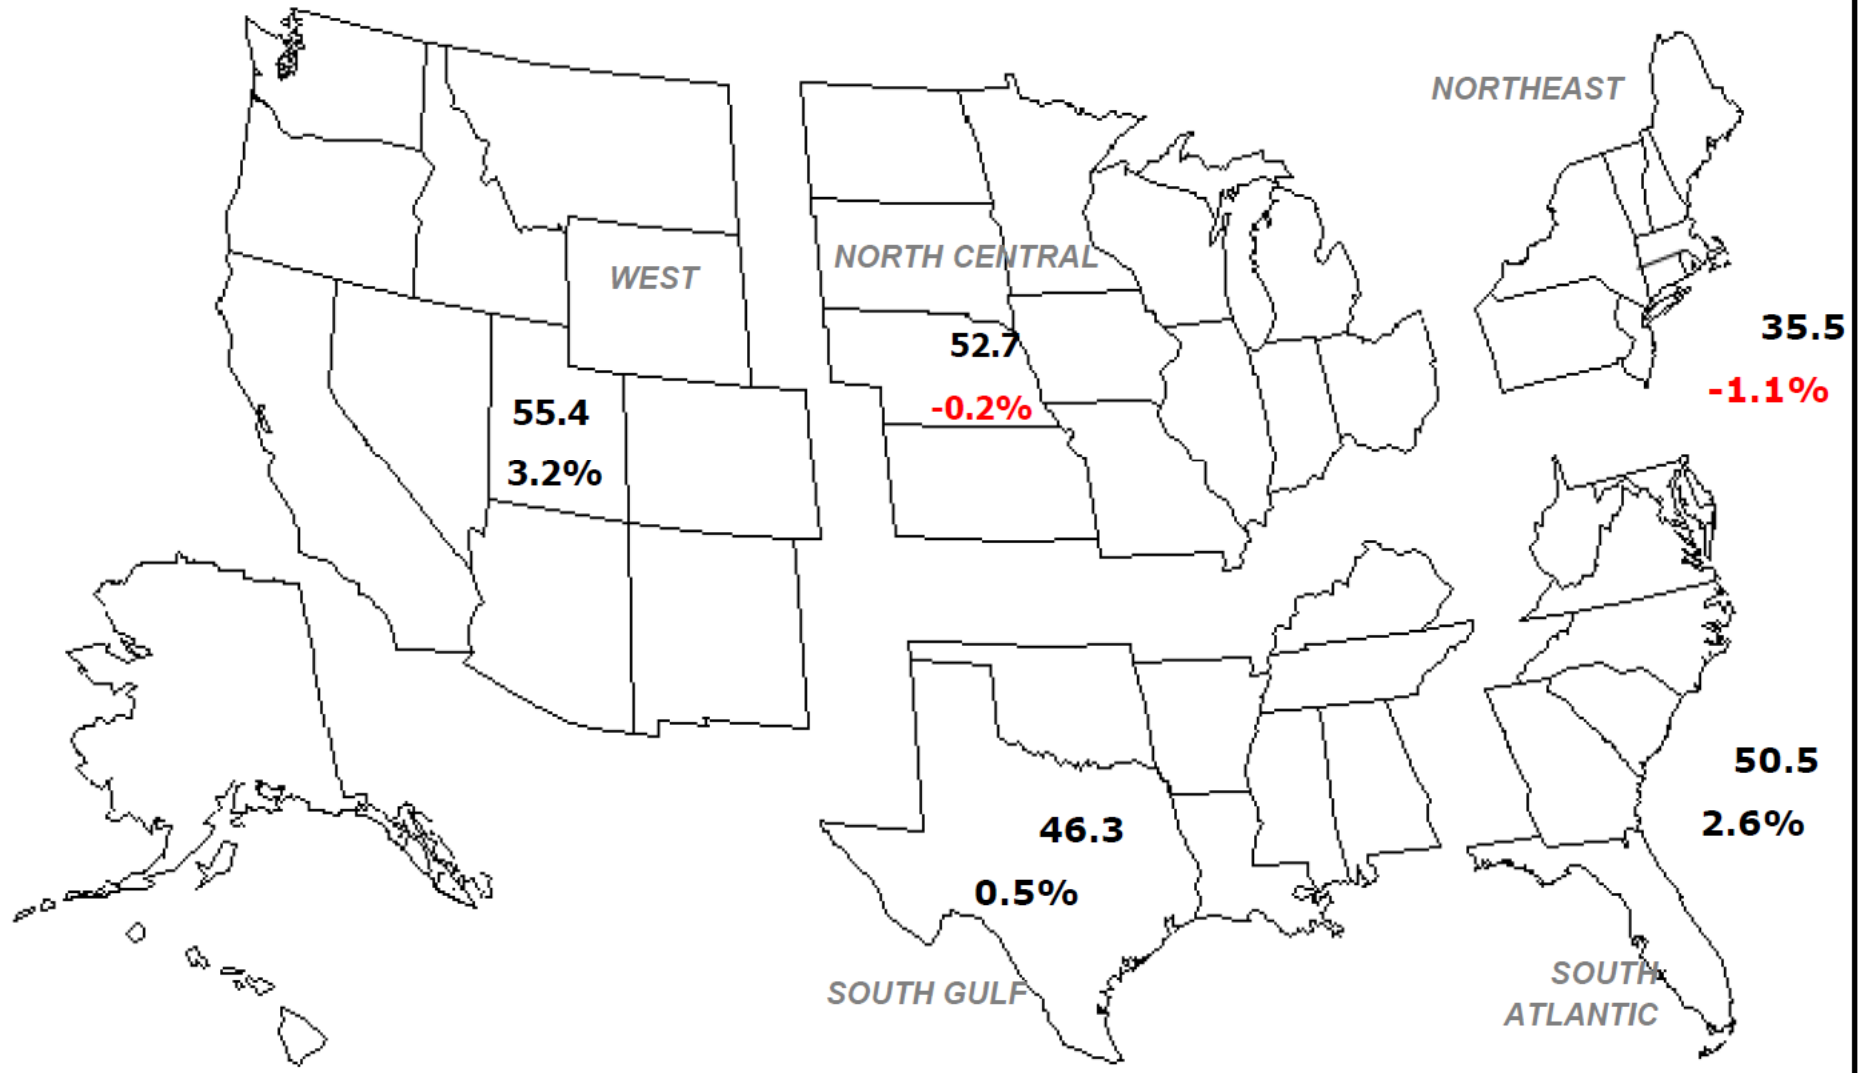 NORTHEAST
WEST
NORTH CENTRAL
35.5
52.7
-1.1%
55.4
-0.2%
3.2%
50.5
46.3
2.6%
0.5%
SOUTH GULF
SOUTH
ATLANTIC